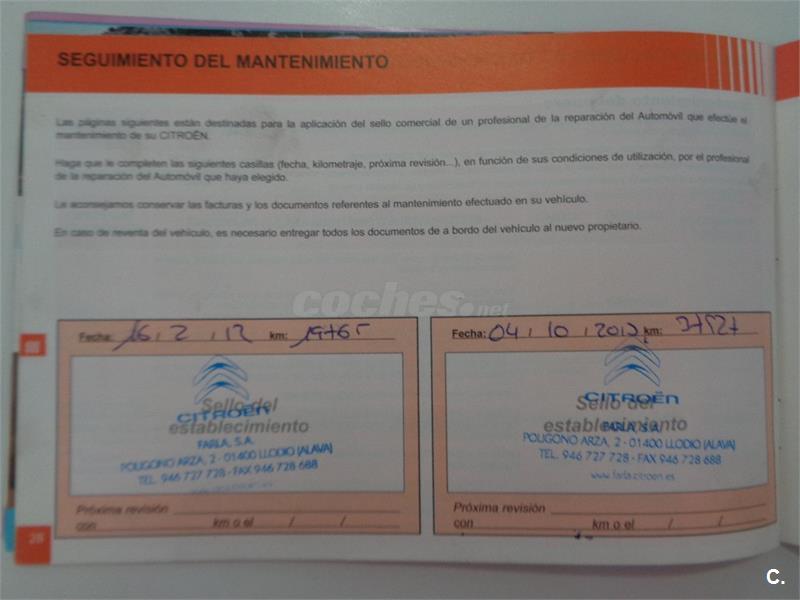 SEGUIMIENTO DEL MANTENIMIENTO
Las páginas siguientes están destinadas para la aplicación del sello comercial de un profesional de la reparación del Automóvil que efectúe el
mantenimiento de su CITROËN.
Haga que le completen las siguientes casillas (fecha, kilometraje, próxima revisión...), en función de sus condiciones de utilización, por el profesional
de la reparación del Automóvil que haya elegido.
Le aconsejamos conservar las facturas y los documentos referentes al mantenimiento efectuado en su vehículo.
En caso de reventa del vehículo, es necesario entregar todos los documentos de a bordo del vehículo al nuevo propietario.
coches.net
Fecha: 16 / 2 / 12 km:
Sello del
establecimiento
CITROËN
FARLA, S.A.
POLIGONO ARZA, 2 - 01400 LLODIO (ALAVA)
TEL. 946 727 728 - FAX 946 728 688
Próxima revisión
con km o el / /
Fecha: 04 / 10 / 2012 km:
Sello del
establecimiento
CITROËN
FARLA, S.A.
POLIGONO ARZA, 2 - 01400 LLODIO (ALAVA)
TEL. 946 727 728 - FAX 946 728 688
www.farla.citroen.es
Próxima revisión
con km o el / /
28
C.